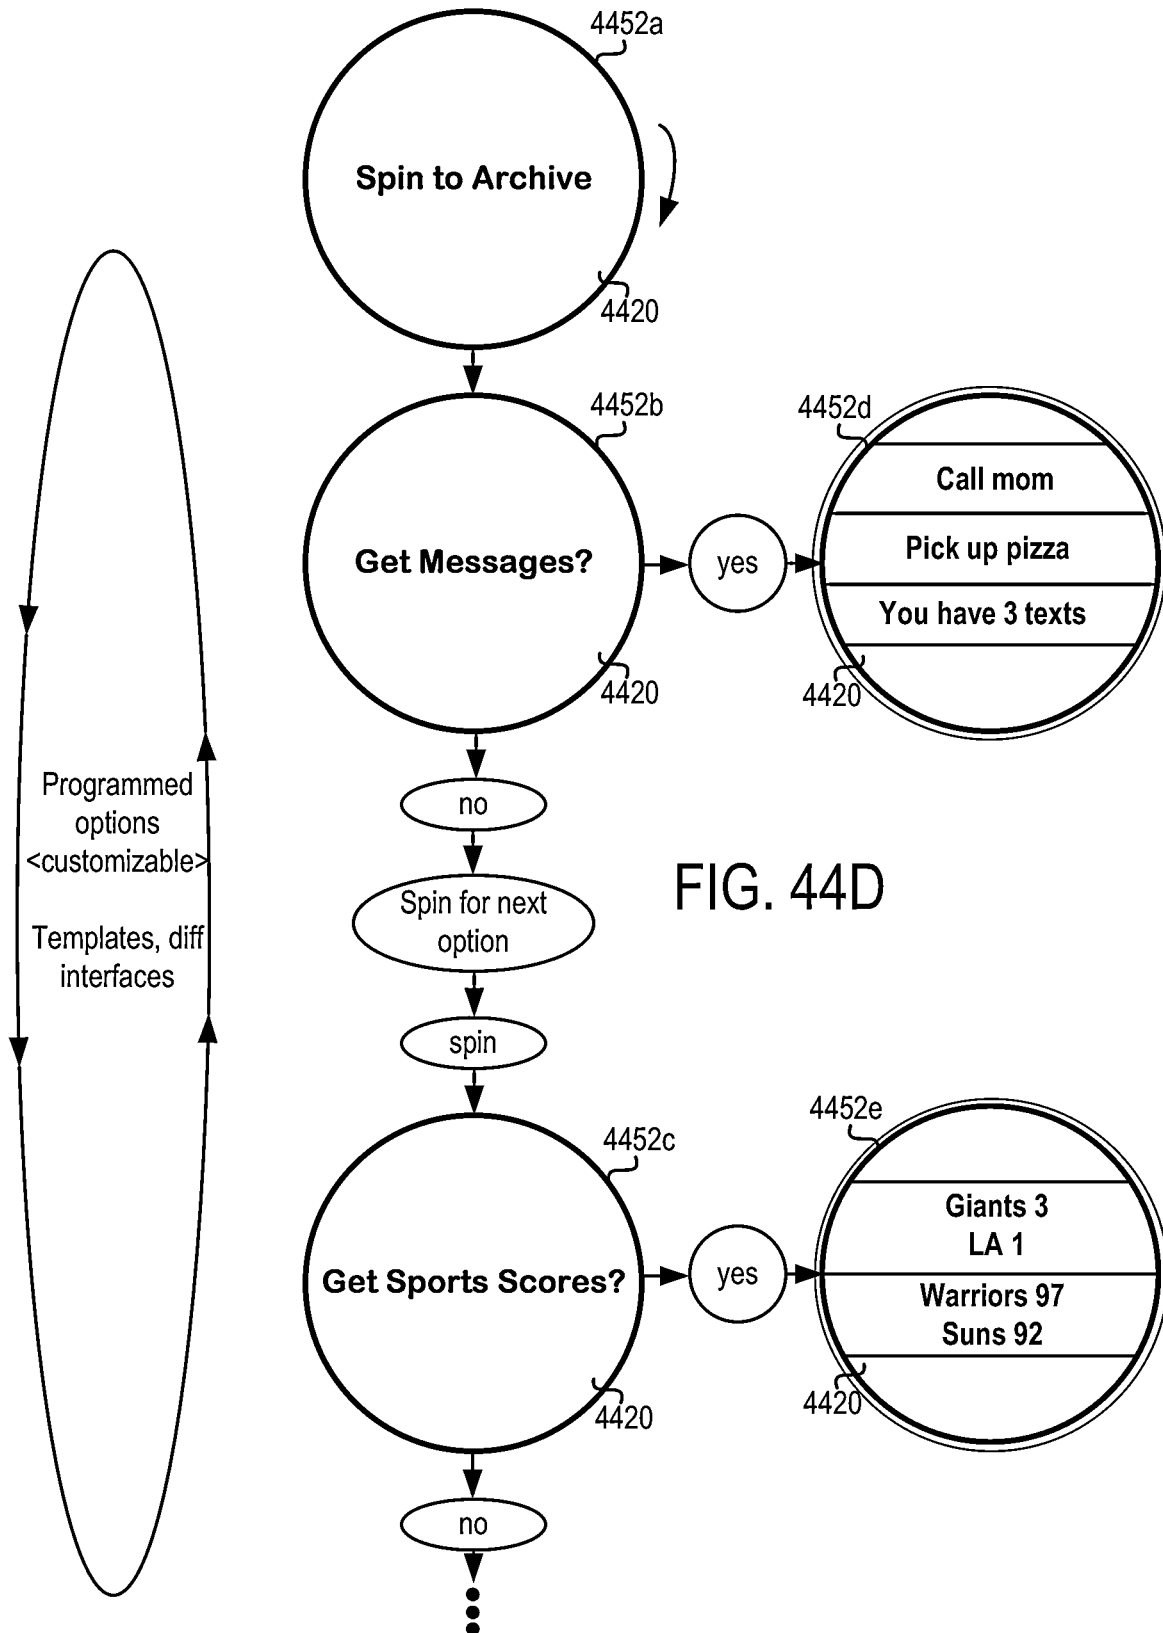 4452a
Spin to Archive
4420
4452b
4452d
Call mom
Get Messages?
yes
Pick up pizza
You have 3 texts
4420
4420
Programmed
options
<customizable>
Templates, diff
interfaces
no
Spin for next
option
FIG. 44D
spin
4452c
4452e
Giants 3
LA 1
Get Sports Scores?
yes
Warriors 97
Suns 92
4420
4420
no